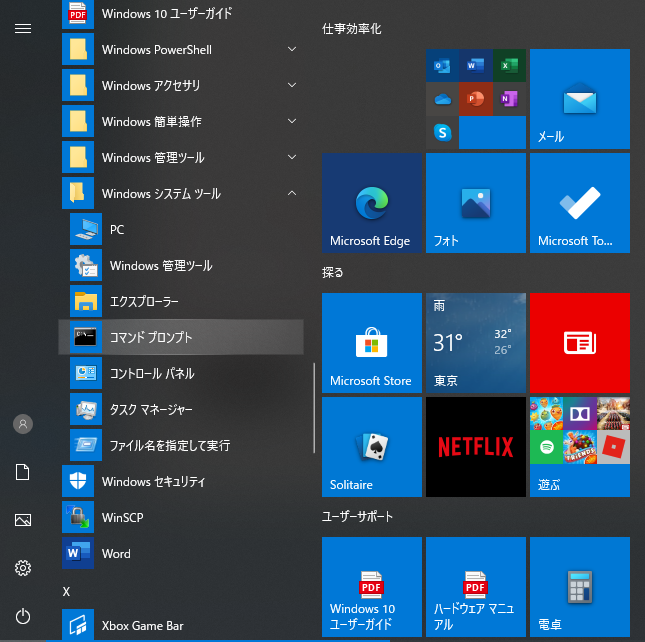 Windows 10 ユーザーガイド
Windows PowerShell
Windows アクセサリ
Windows 簡単操作
Windows 管理ツール
Windows システム ツール
PC
Windows 管理ツール
エクスプローラー
コマンド プロンプト
コントロール パネル
タスク マネージャー
ファイル名を指定して実行
Windows セキュリティ
WinSCP
Word
X
Xbox Game Bar
仕事効率化
メール
Microsoft Edge
フォト
Microsoft To...
探る
Microsoft Store
雨
31°
32°
26°
東京
Solitaire
NETFLIX
遊ぶ
ユーザーサポート
PDF
Windows 10
ユーザーガイド
PDF
ハードウェア マニュ
アル
電卓